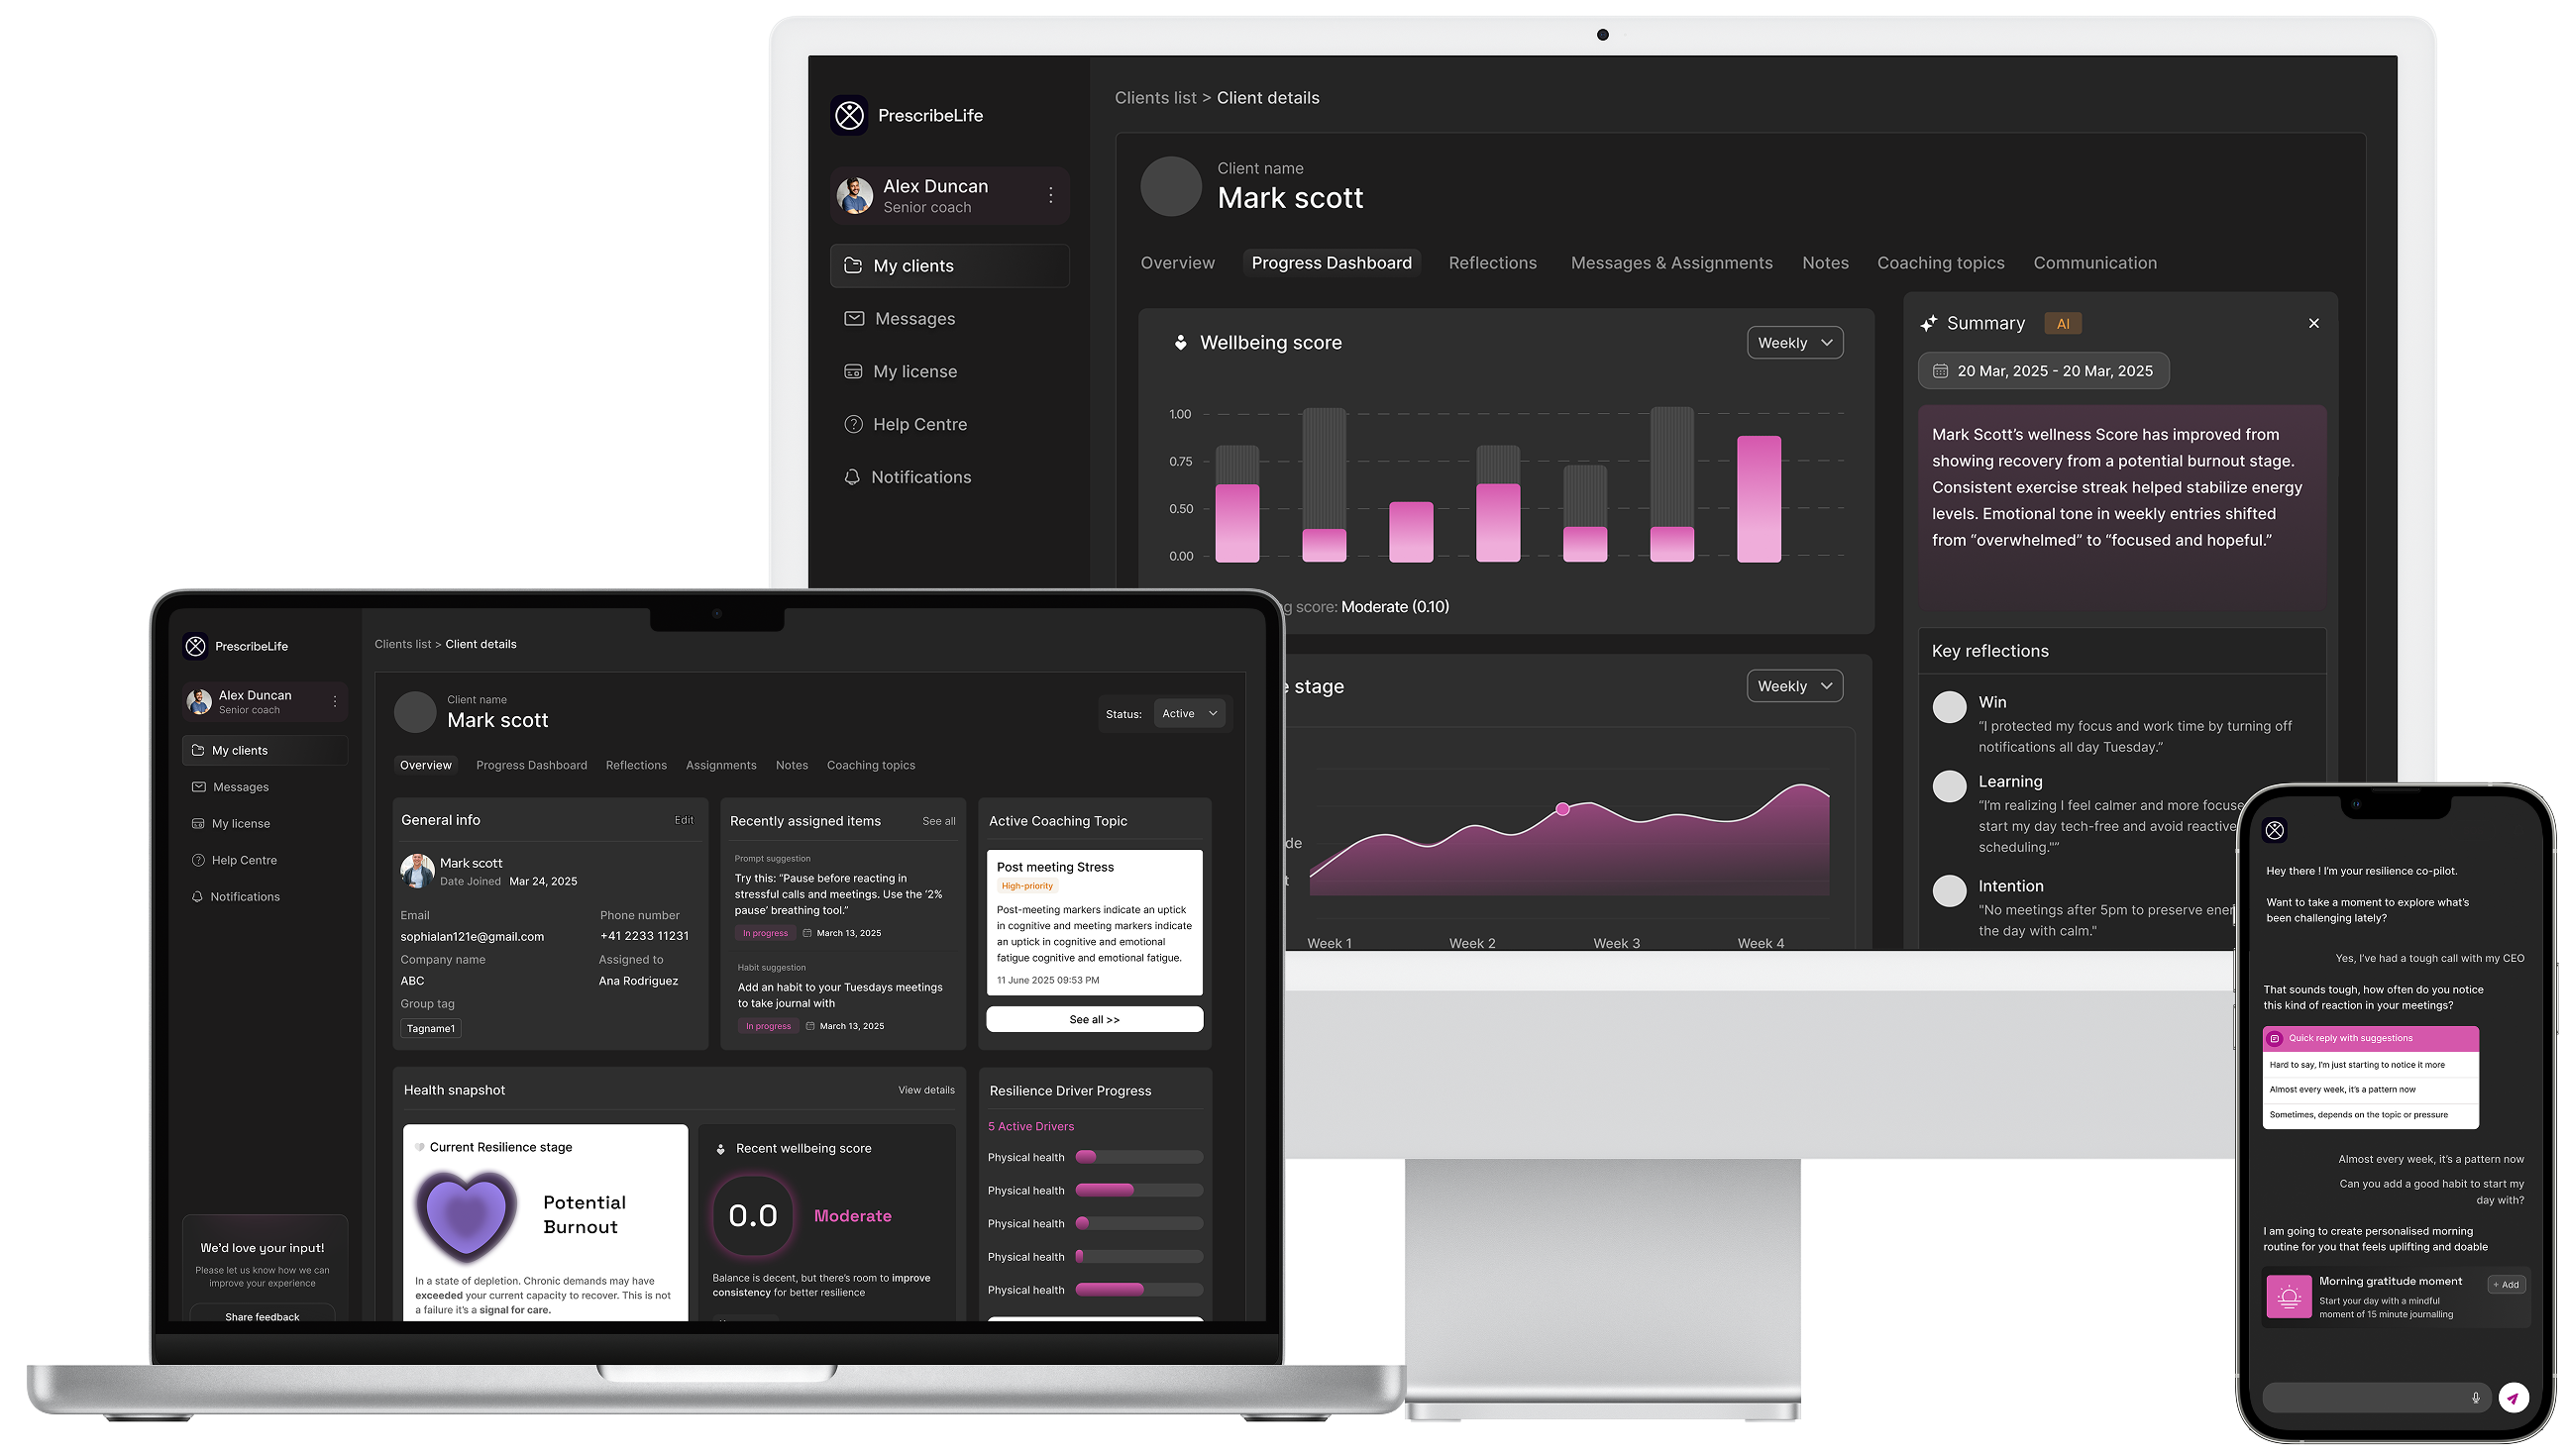 PrescribeLife
Alex Duncan
Senior coach
My clients
Messages
My license
Help Centre
Notifications
Clients list > Client details
Client name
Mark scott
Overview
Progress Dashboard
Reflections
Messages & Assignments
Notes
Coaching topics
Communication
Wellbeing score
Weekly
1.00
0.75
0.50
0.00
g score: Moderate (0.10)
stage
Weekly
de
t
Week 1
Week 2
Week 3
Week 4
Summary
AI
20 Mar, 2025 - 20 Mar, 2025
Mark Scott’s wellness Score has improved from
showing recovery from a potential burnout stage.
Consistent exercise streak helped stabilize energy
levels. Emotional tone in weekly entries shifted
from “overwhelmed” to “focused and hopeful.”
Key reflections
Win
“I protected my focus and work time by turning off
notifications all day Tuesday.”
Learning
“I’m realizing I feel calmer and more focuse
start my day tech-free and avoid reactive
scheduling."”
Intention
"No meetings after 5pm to preserve ener
the day with calm."
PrescribeLife
Alex Duncan
Senior coach
My clients
Messages
My license
Help Centre
Notifications
We’d love your input!
Please let us know how we can
improve your experience
Share feedback
Clients list > Client details
Client name
Mark scott
Status:
Active
Overview
Progress Dashboard
Reflections
Assignments
Notes
Coaching topics
General info
Edit
Mark scott
Date Joined Mar 24, 2025
Email
Phone number
sophialan121e@gmail.com
+41 2233 11231
Company name
Assigned to
ABC
Ana Rodriguez
Group tag
Tagname1
Recently assigned items
See all
Prompt suggestion
Try this: “Pause before reacting in
stressful calls and meetings. Use the ‘2%
pause’ breathing tool.”
In progress
March 13, 2025
Habit suggestion
Add an habit to your Tuesdays meetings
to take journal with
In progress
March 13, 2025
Active Coaching Topic
Post meeting Stress
High-priority
Post-meeting markers indicate an uptick
in cognitive and meeting markers indicate
an uptick in cognitive and emotional
fatigue cognitive and emotional fatigue.
11 June 2025 09:53 PM
See all >>
Health snapshot
View details
Current Resilience stage
Potential
Burnout
In a state of depletion. Chronic demands may have
exceeded your current capacity to recover. This is not
a failure it’s a signal for care.
Recent wellbeing score
0.0
Moderate
Balance is decent, but there’s room to improve
consistency for better resilience
Resilience Driver Progress
5 Active Drivers
Physical health
Physical health
Physical health
Physical health
Physical health
Hey there ! I’m your resilience co-pilot.
Want to take a moment to explore what’s
been challenging lately?
Yes, I’ve had a tough call with my CEO
That sounds tough, how often do you notice
this kind of reaction in your meetings?
Quick reply with suggestions
Hard to say, I’m just starting to notice it more
Almost every week, it’s a pattern now
Sometimes, depends on the topic or pressure
Almost every week, it’s a pattern now
Can you add a good habit to start my
day with?
I am going to create personalised morning
routine for you that feels uplifting and doable
Morning gratitude moment
+ Add
Start your day with a mindful
moment of 15 minute journalling